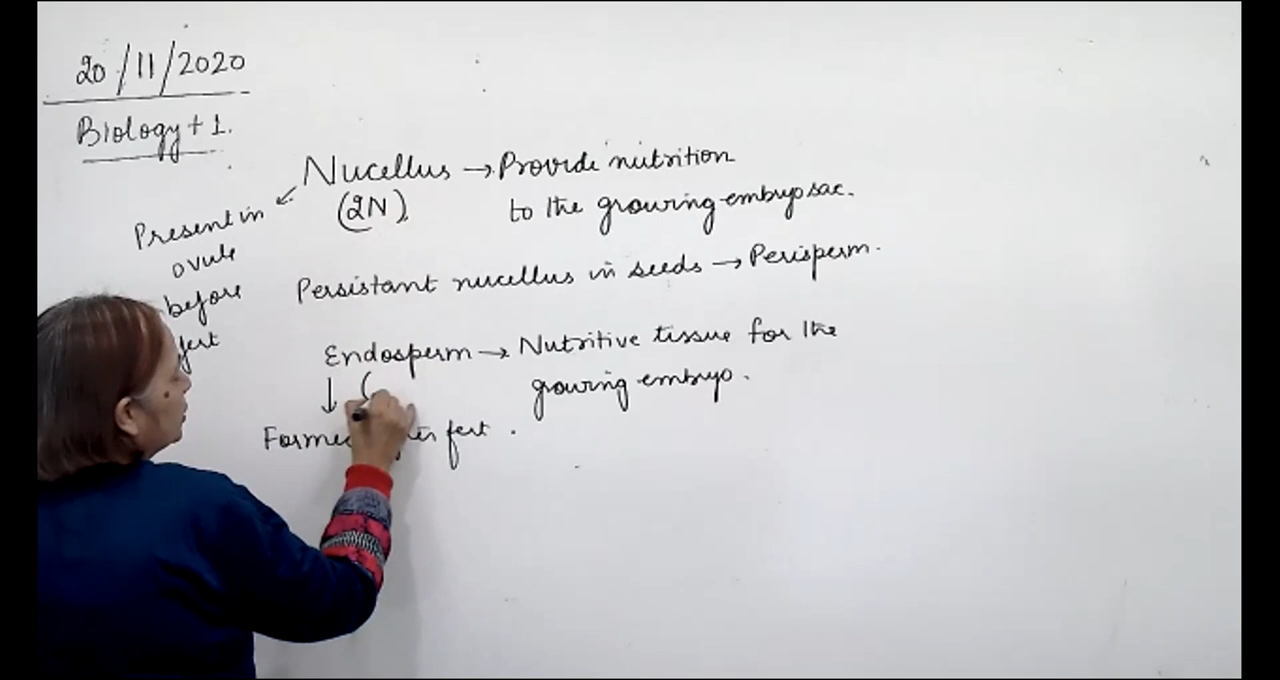 20/11/2020
Biology + 1.
Nucellus → Provide nutrition
(2N)
to the growing embryo sac.
Present in
ovule
before
fert
Persistant nucellus in seeds → Perisperm.
Endosperm → Nutritive tissue for the
growing embryo.
↓ (
fert.